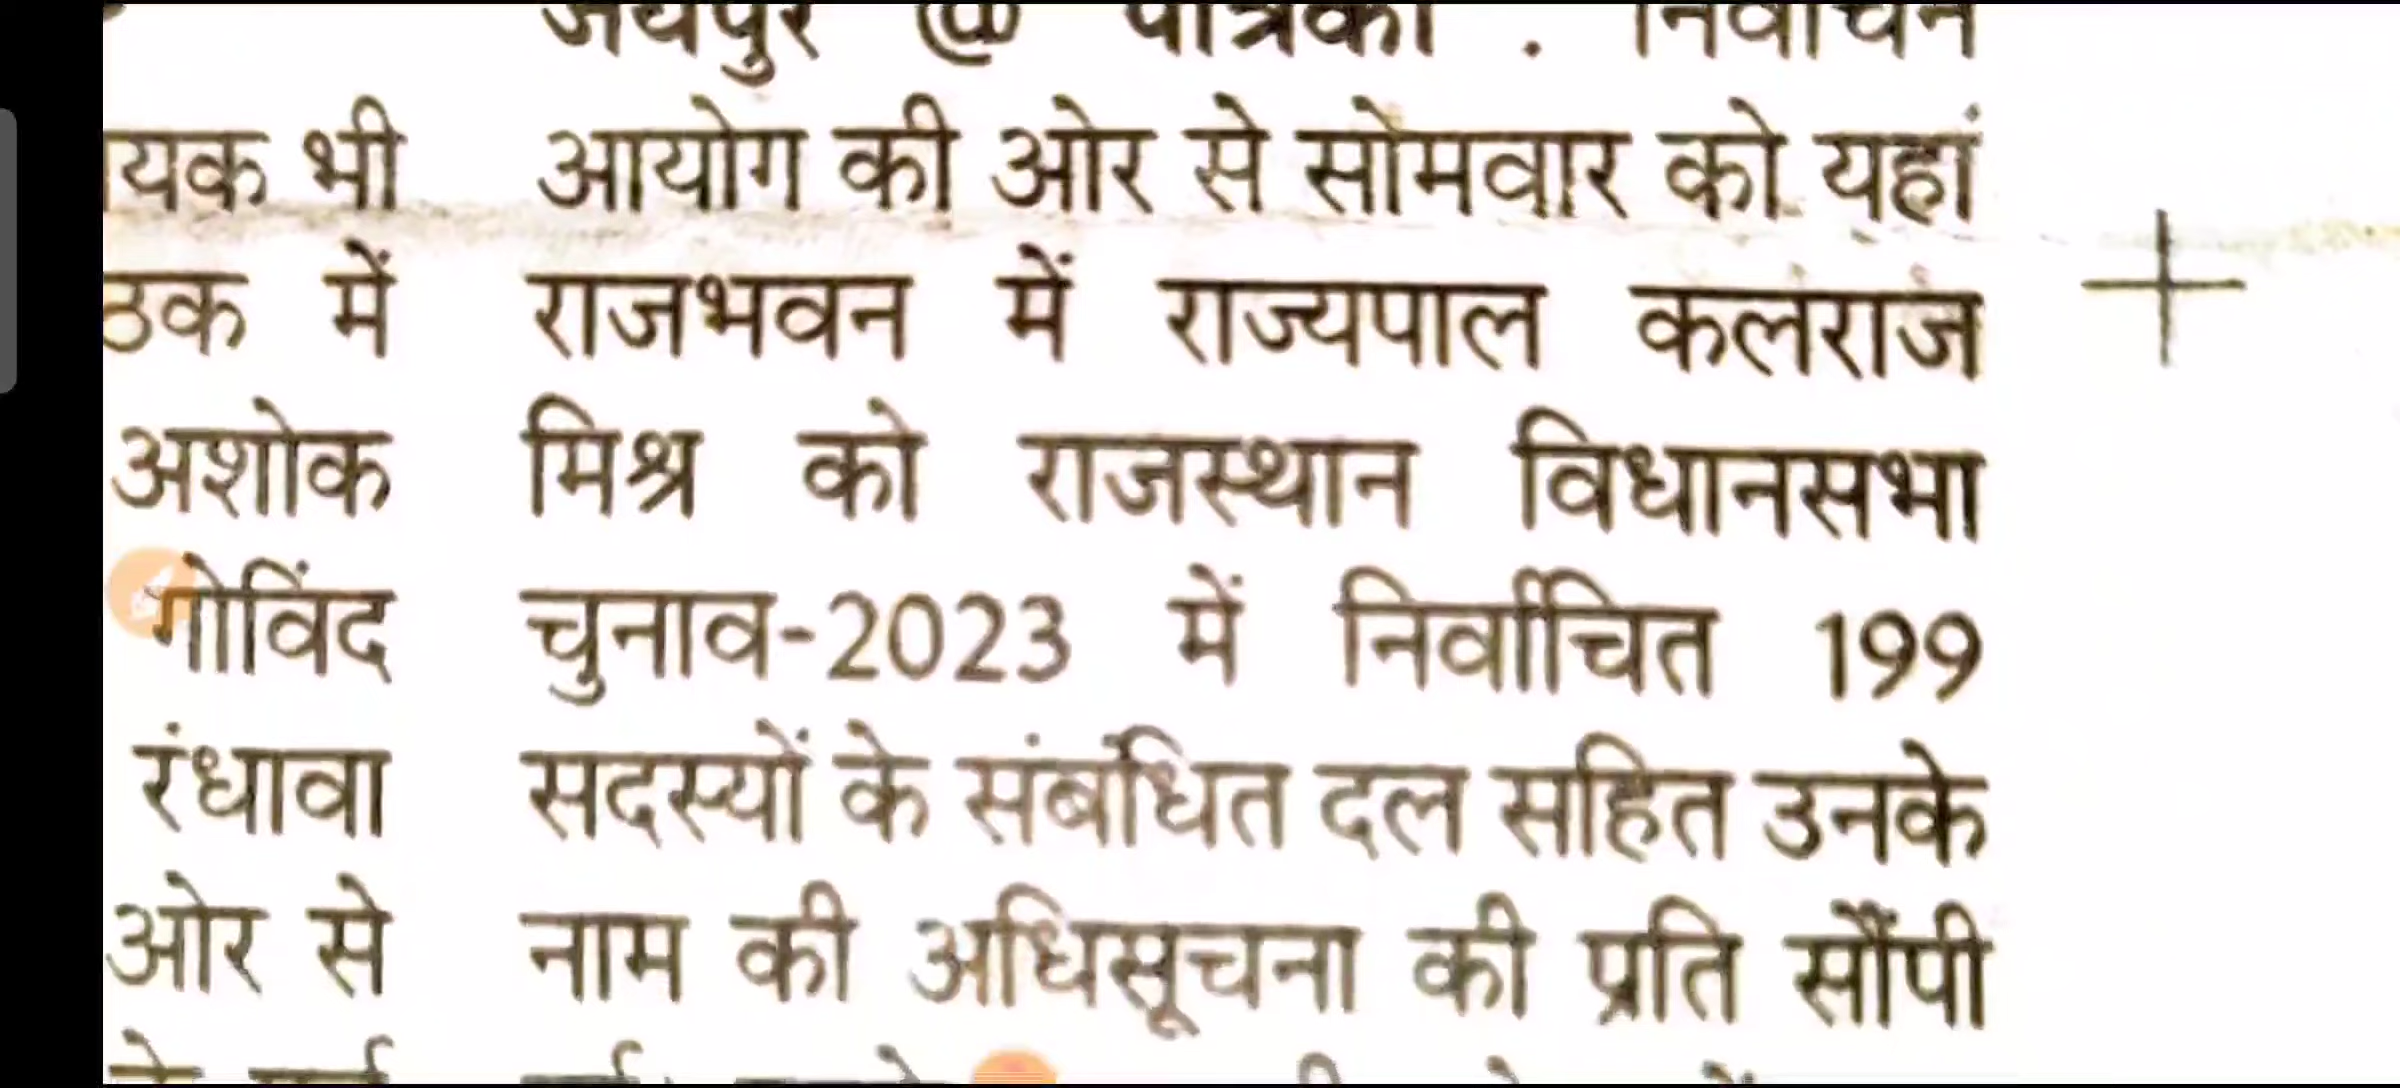 जयपुर @ पत्रिका . निर्वाचन
यक भी आयोग की ओर से सोमवार को यहां
ठक में राजभवन में राज्यपाल कलराज
अशोक मिश्र को राजस्थान विधानसभा
गोविंद चुनाव-2023 में निर्वाचित 199
रंधावा सदस्यों के संबंधित दल सहित उनके
ओर से नाम की अधिसूचना की प्रति सौंपी